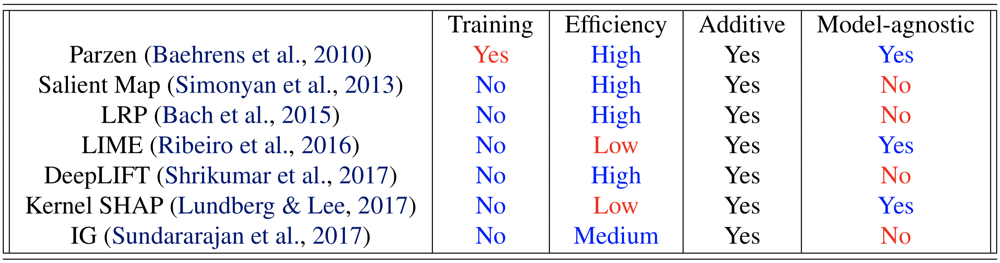 Training Efficiency Additive Model-agnostic
Parzen (Baehrens et al., 2010) Yes High Yes Yes
Salient Map (Simonyan et al., 2013) No High Yes No
LRP (Bach et al., 2015) No High Yes No
LIME (Ribeiro et al., 2016) No Low Yes Yes
DeepLIFT (Shrikumar et al., 2017) No High Yes No
Kernel SHAP (Lundberg & Lee, 2017) No Low Yes Yes
IG (Sundararajan et al., 2017) No Medium Yes No